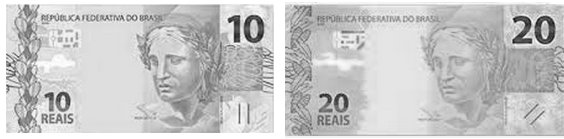 REPÚBLICA FEDERATIVA DO BRASIL
10
10
REAIS
REPÚBLICA FEDERATIVA DO BRASIL
20
20
REAIS